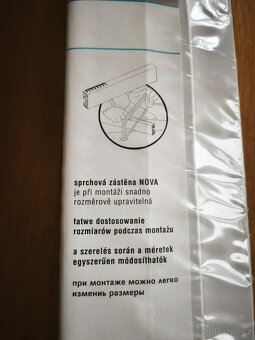 sprchová zástěna NOVA
je při montáži snadno
rozměrově upravitelná
łatwe dostosowanie
rozmiarów podczas montażu
a szerelés során a méretek
egyszerűen módosíthatók
при монтаже можно легко
изменить размеры